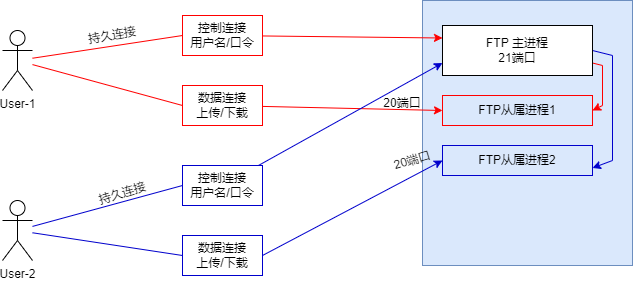 持久连接
控制连接
用户名/口令
FTP 主进程
21端口
User-1
数据连接
上传/下载
20端口
FTP从属进程1
20端口
FTP从属进程2
持久连接
控制连接
用户名/口令
User-2
数据连接
上传/下载